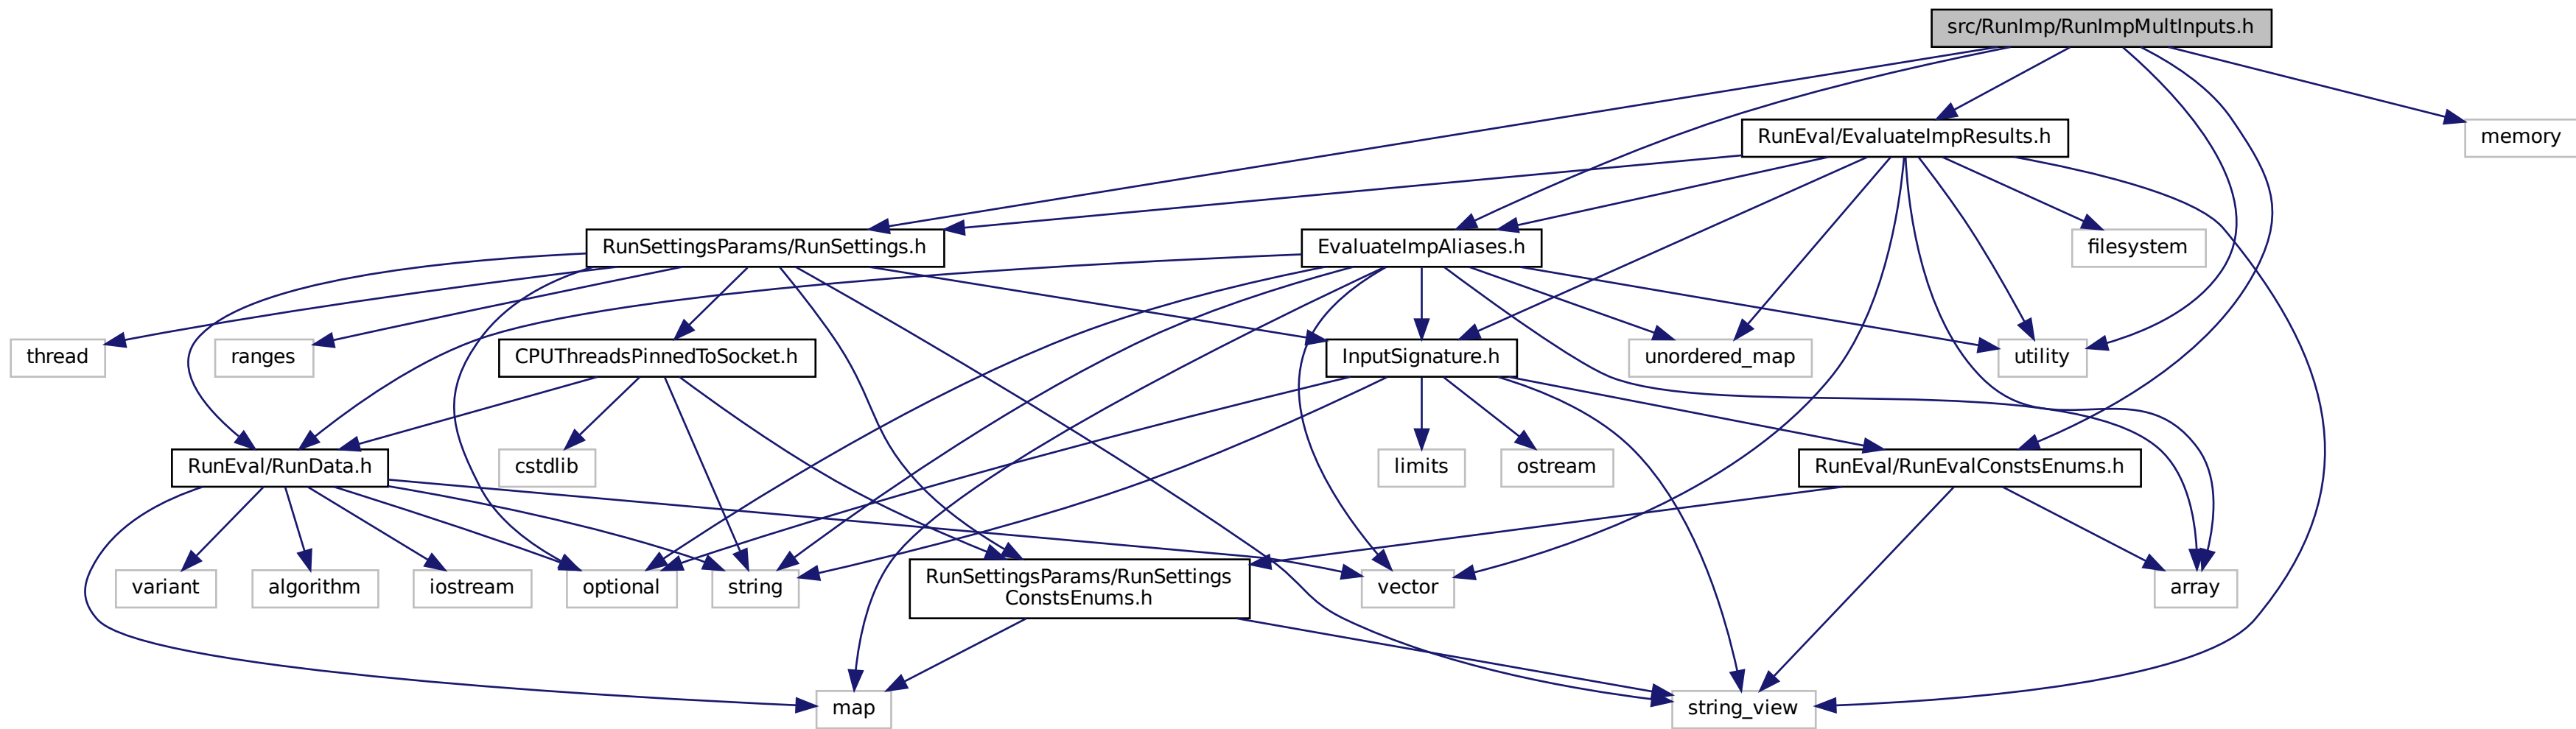 src/RunImp/RunImpMultInputs.h
RunEval/EvaluateImpResults.h
memory
RunSettingsParams/RunSettings.h
EvaluateImpAliases.h
filesystem
thread
ranges
CPUThreadsPinnedToSocket.h
InputSignature.h
unordered_map
utility
RunEval/RunData.h
cstdlib
limits
ostream
RunEval/RunEvalConstsEnums.h
variant
algorithm
iostream
optional
string
RunSettingsParams/RunSettings
ConstsEnums.h
vector
array
map
string_view